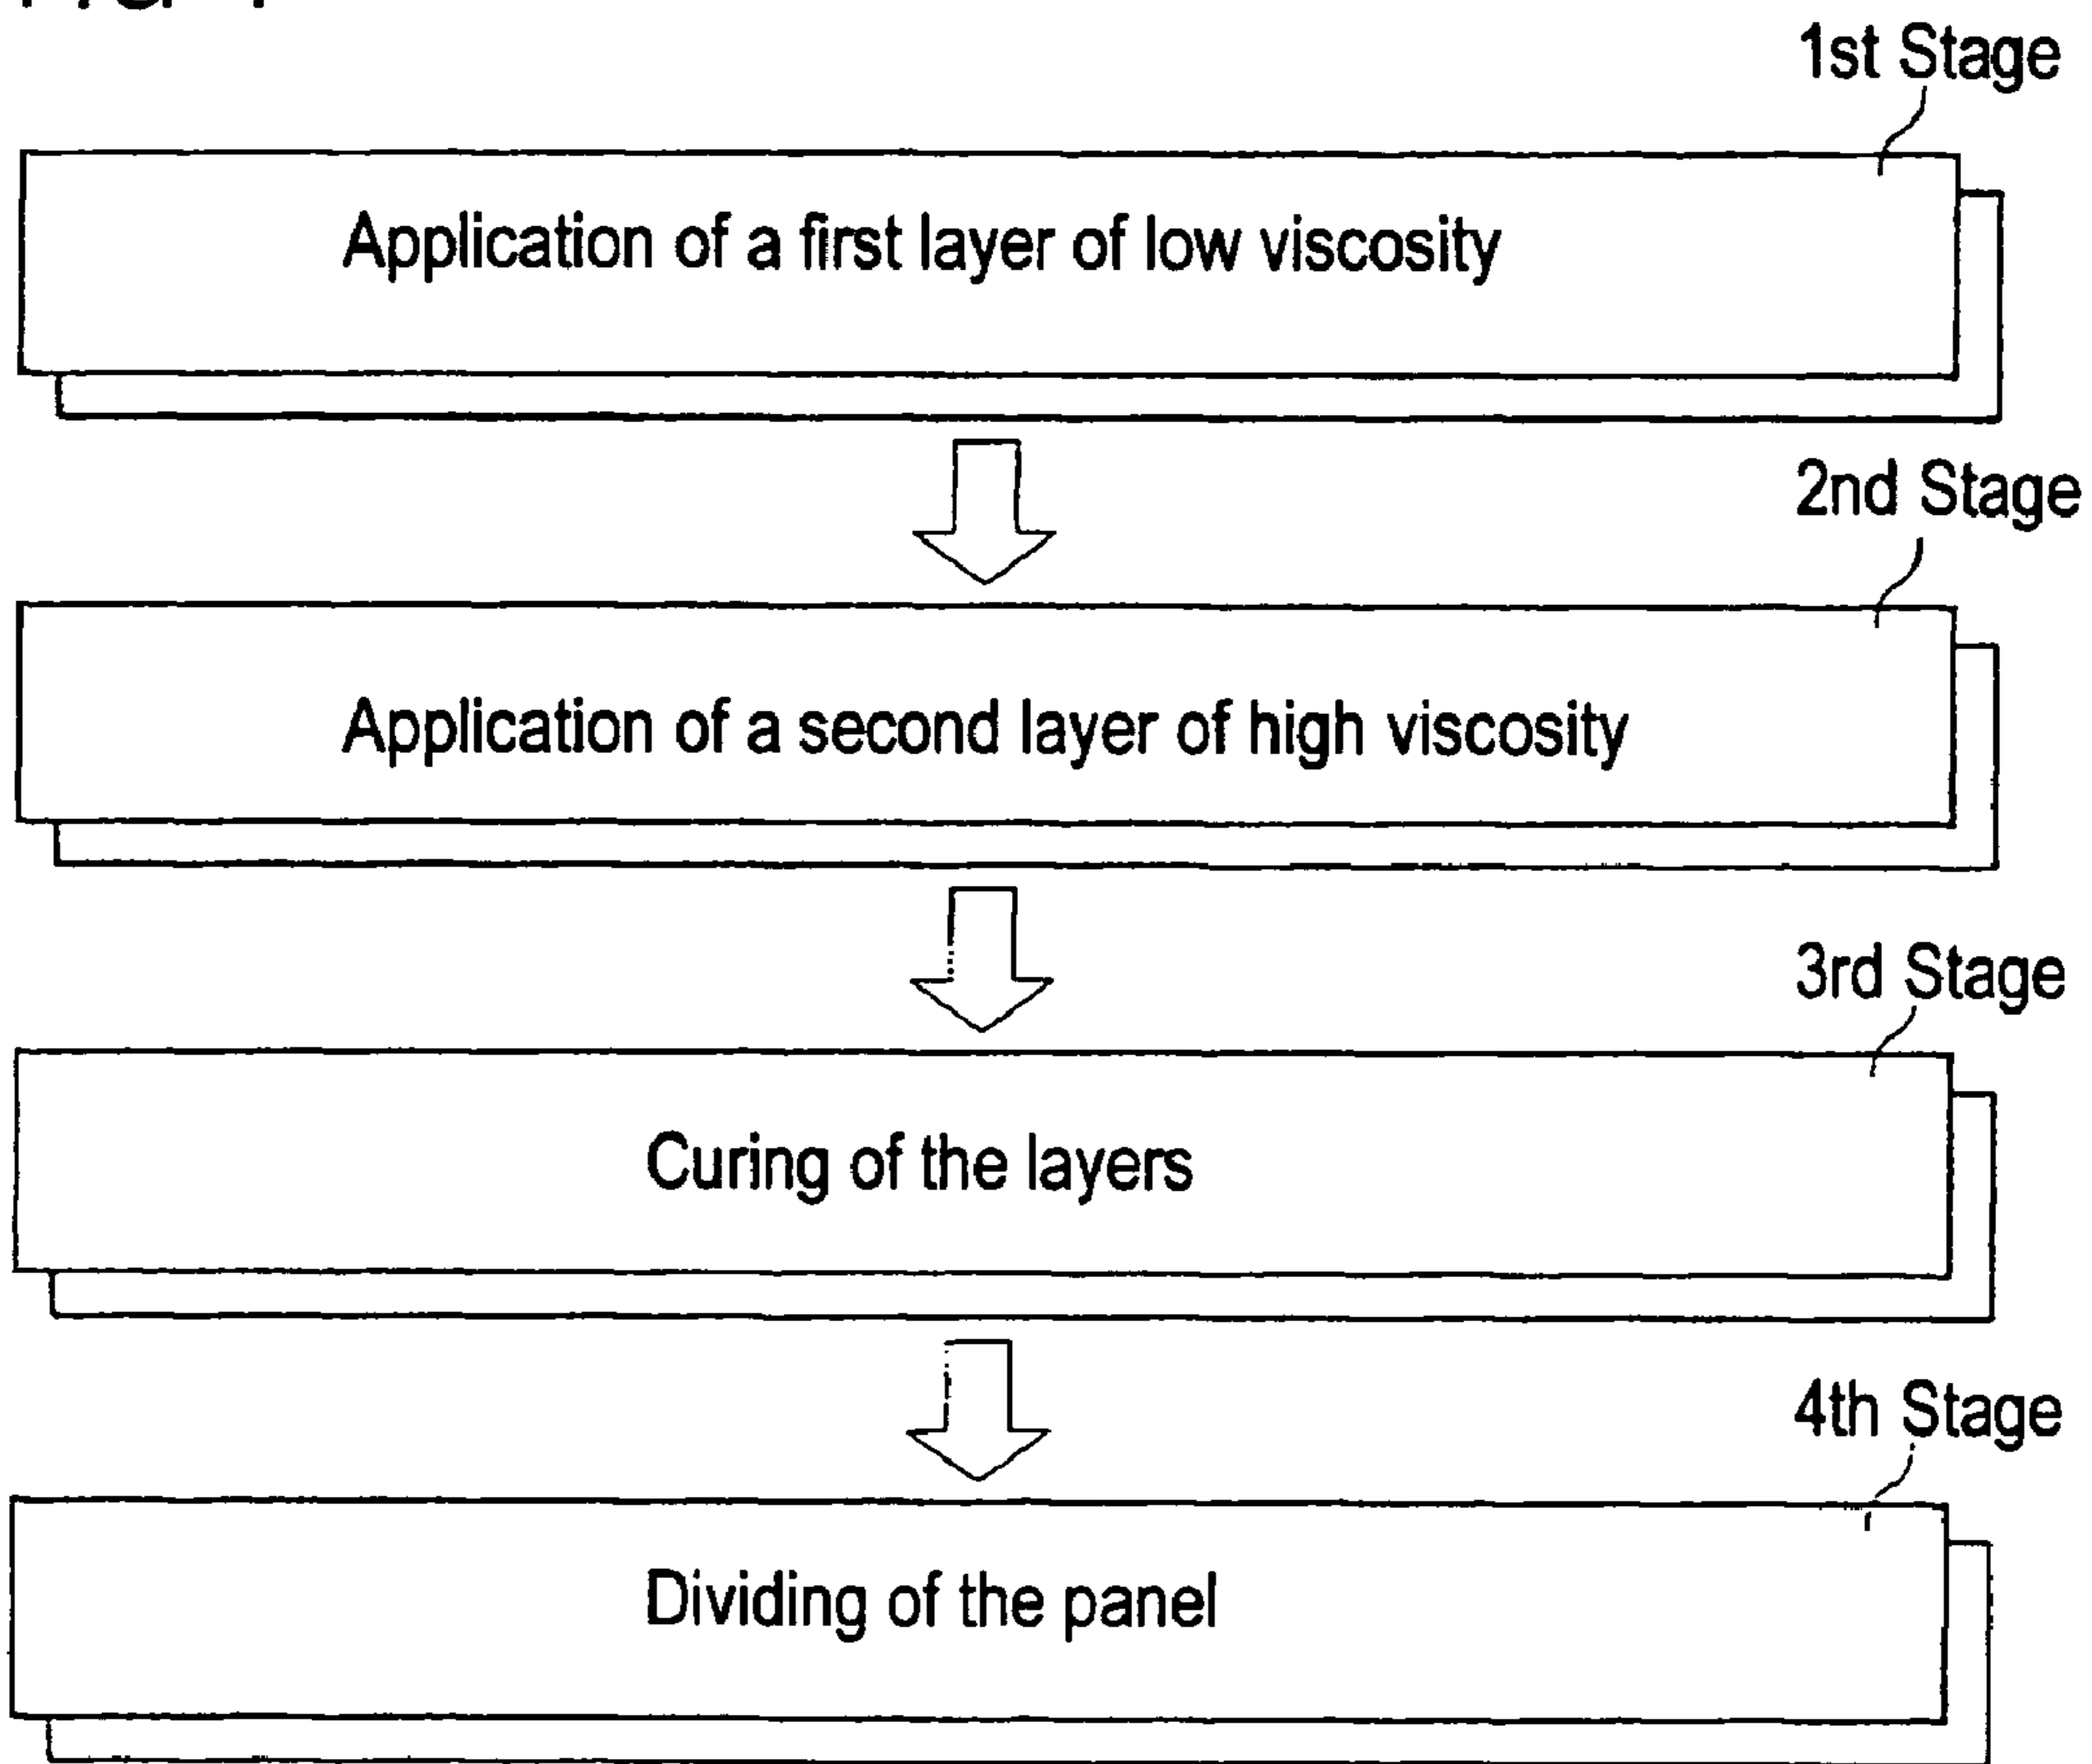 1st Stage
Application of a first layer of low viscosity
2nd Stage
Application of a second layer of high viscosity
3rd Stage
Curing of the layers
4th Stage
Dividing of the panel